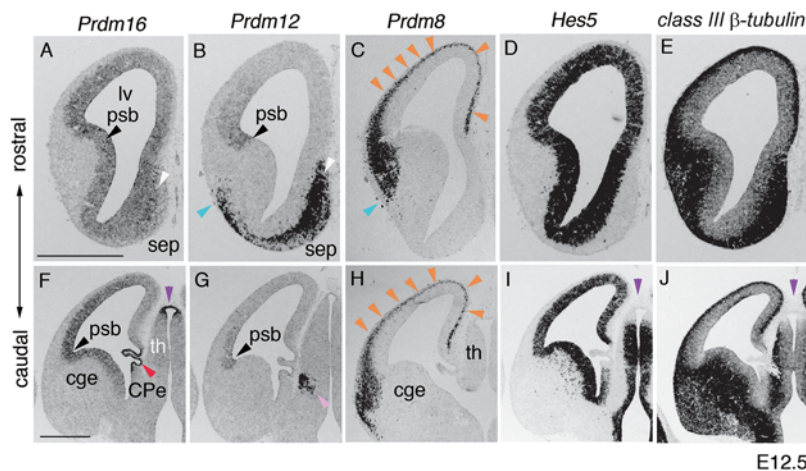 Prdm16 Prdm12 Prdm8 Hes5 class III β-tubulin
rostral
A B C D E
lv
psb psb
sep sep
caudal
F G H I J
psb th psb th
cge CPe cge
E12.5